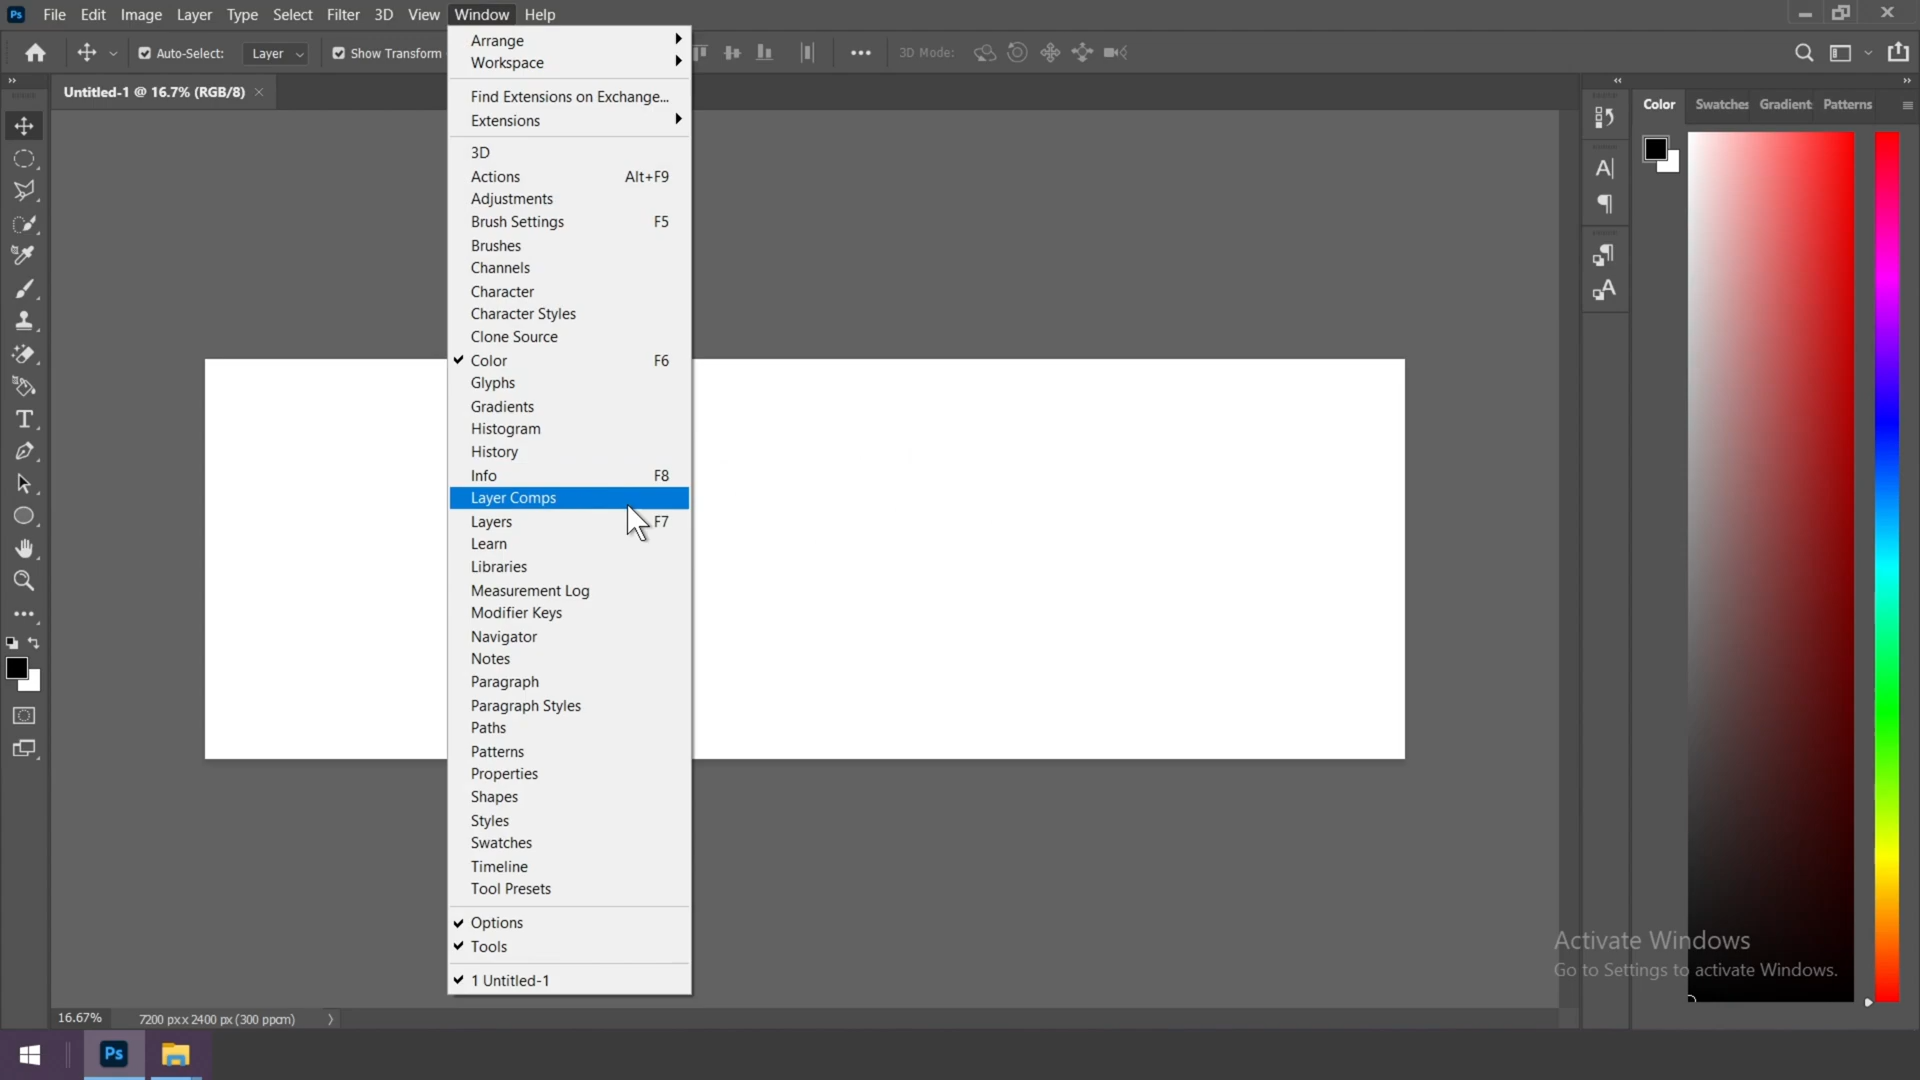 Ps File Edit Image Layer Type Select Filter 3D View Window Help
Auto-Select: Layer Show Transform 3D Mode:
Untitled-1 @ 16.7% (RGB/8)
Arrange
Workspace
Find Extensions on Exchange...
Extensions
3D
Actions Alt+F9
Adjustments
Brush Settings F5
Brushes
Channels
Character
Character Styles
Clone Source
Color F6
Glyphs
Gradients
Histogram
History
Info F8
Layer Comps
Layers F7
Learn
Libraries
Measurement Log
Modifier Keys
Navigator
Notes
Paragraph
Paragraph Styles
Paths
Patterns
Properties
Shapes
Styles
Swatches
Timeline
Tool Presets
Options
Tools
1 Untitled-1
Color Swatches Gradient Patterns
Activate Windows
Go to Settings to activate Windows.
16.67% 7200 px x 2400 px (300 ppcm)
Ps